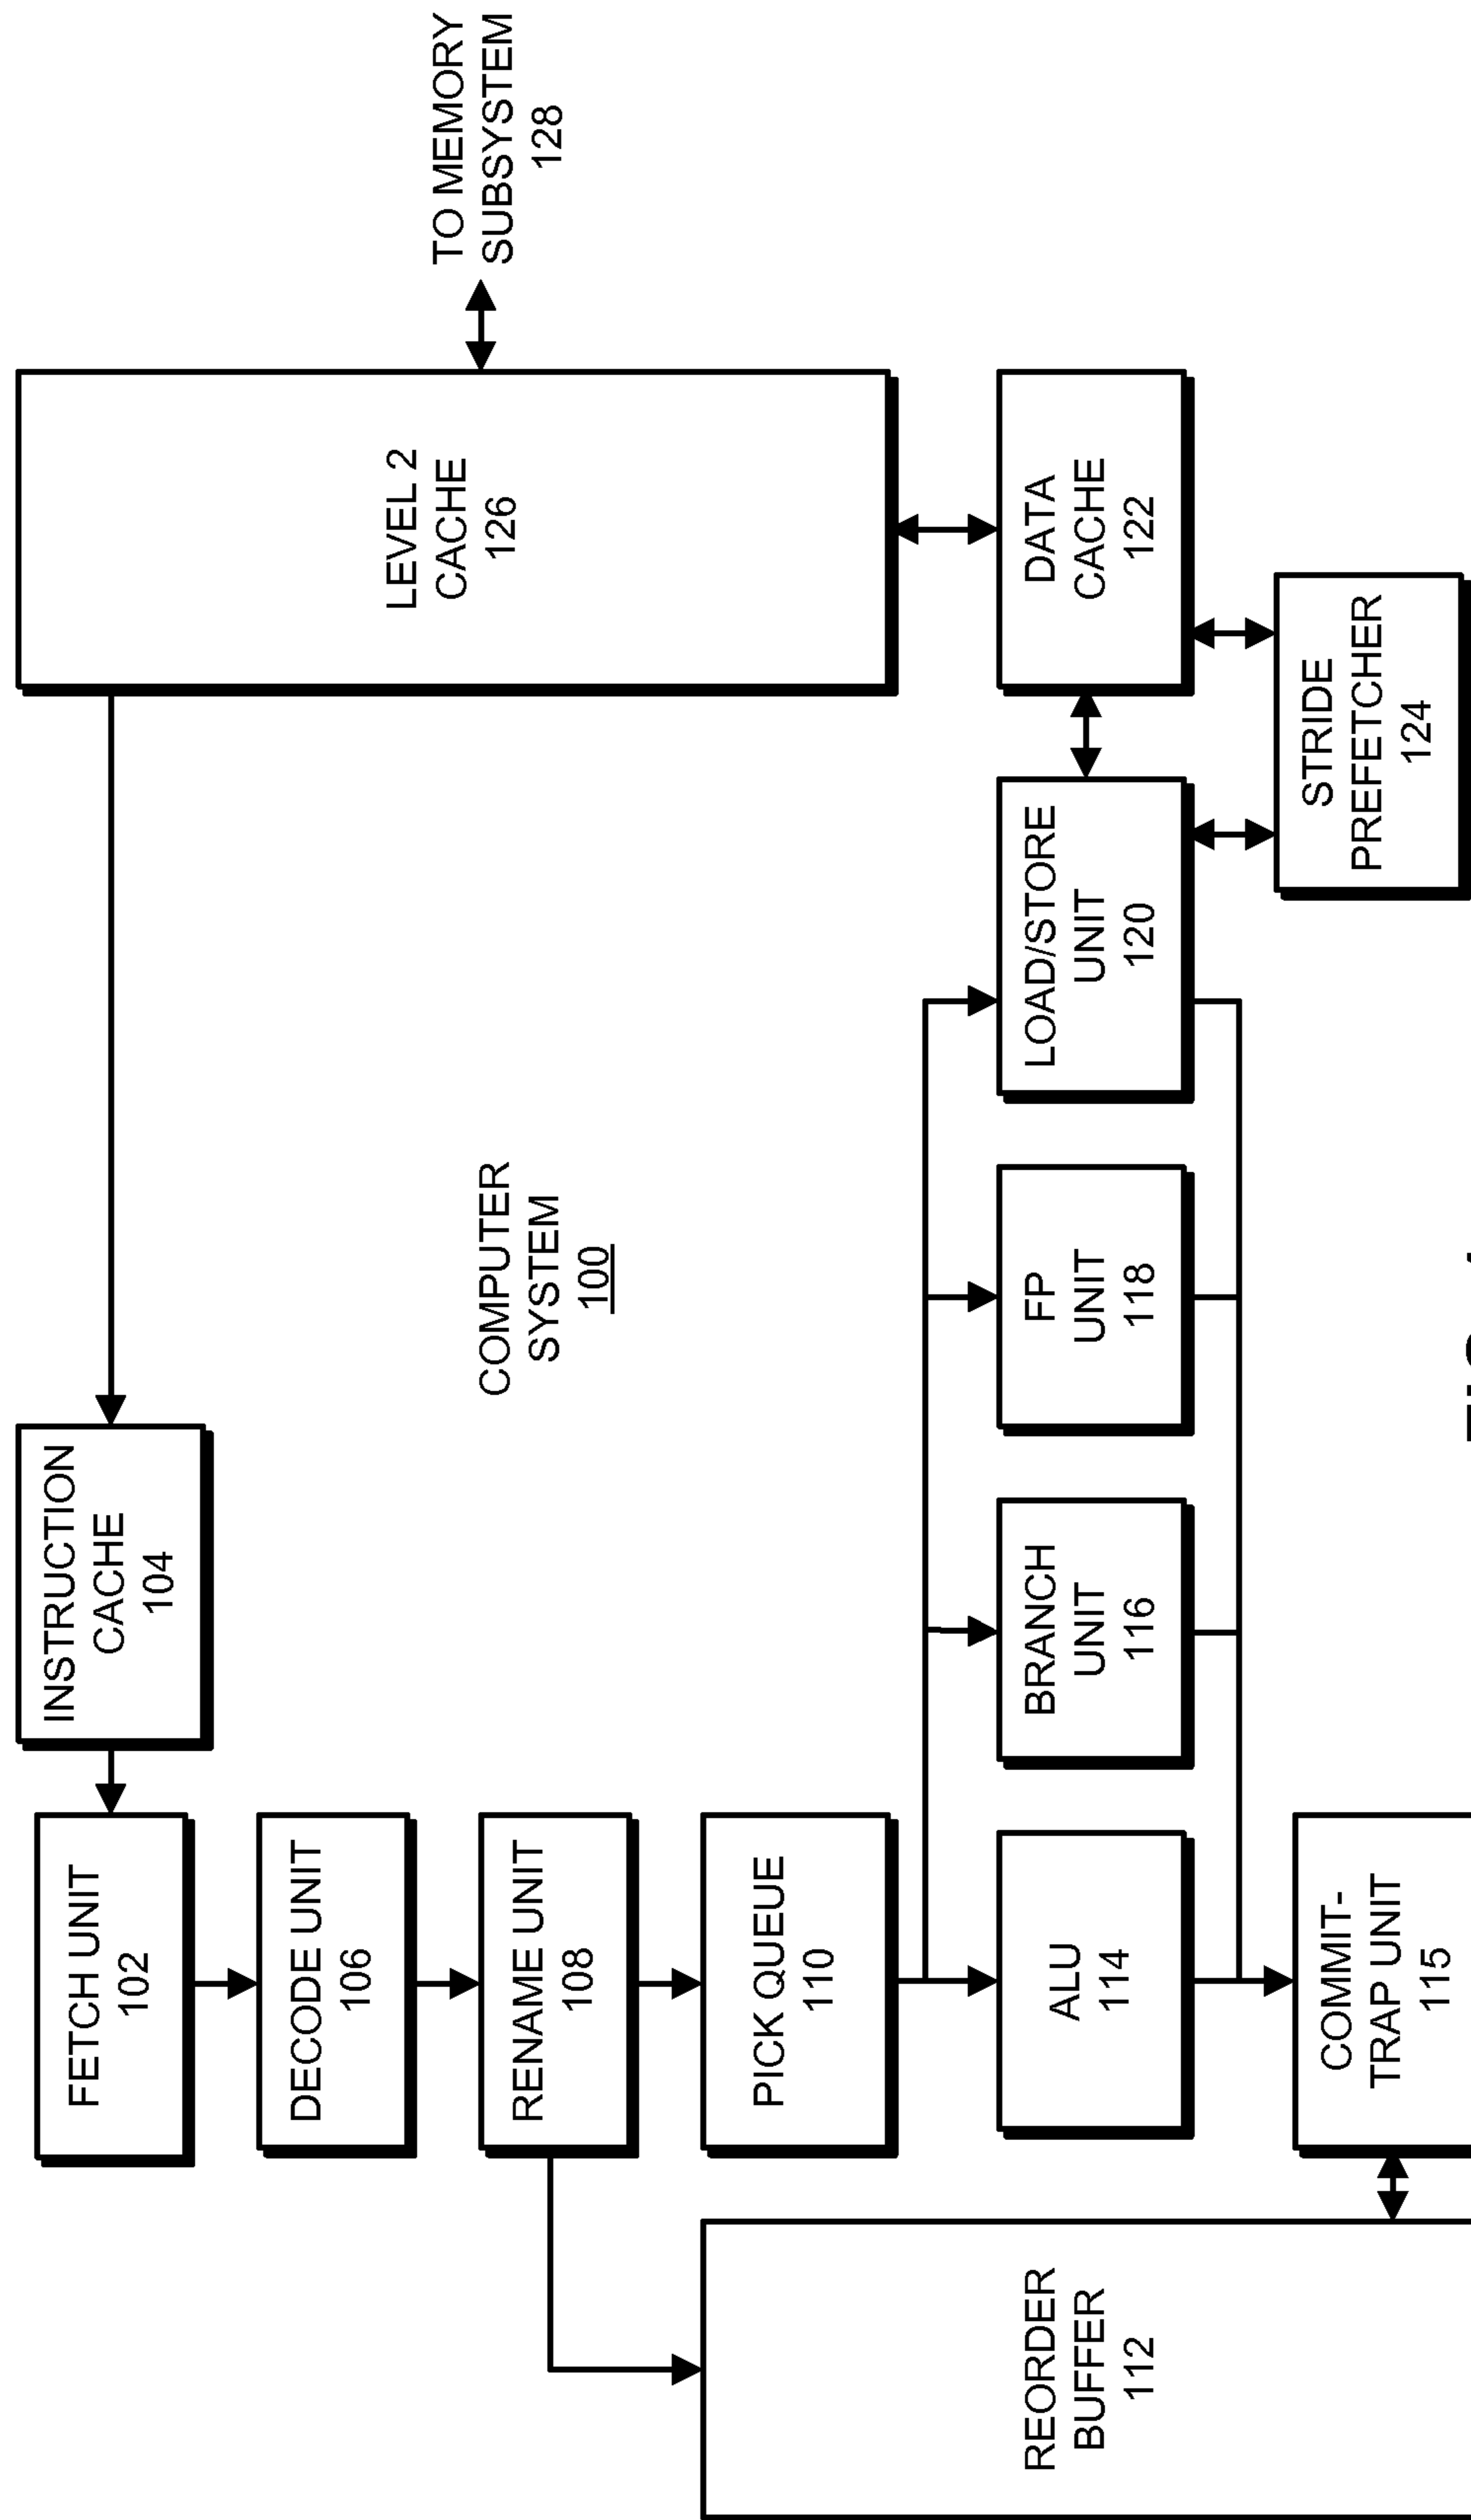 FETCH UNIT
102
INSTRUCTION
CACHE
104
DECODE UNIT
106
LEVEL 2
CACHE
126
TO MEMORY
SUBSYSTEM
128
COMPUTER
SYSTEM
100
RENAME UNIT
108
PICK QUEUE
110
REORDER
BUFFER
112
ALU
114
BRANCH
UNIT
116
FP
UNIT
118
LOAD/STORE
UNIT
120
DATA
CACHE
122
COMMIT-
TRAP UNIT
115
STRIDE
PREFETCHER
124